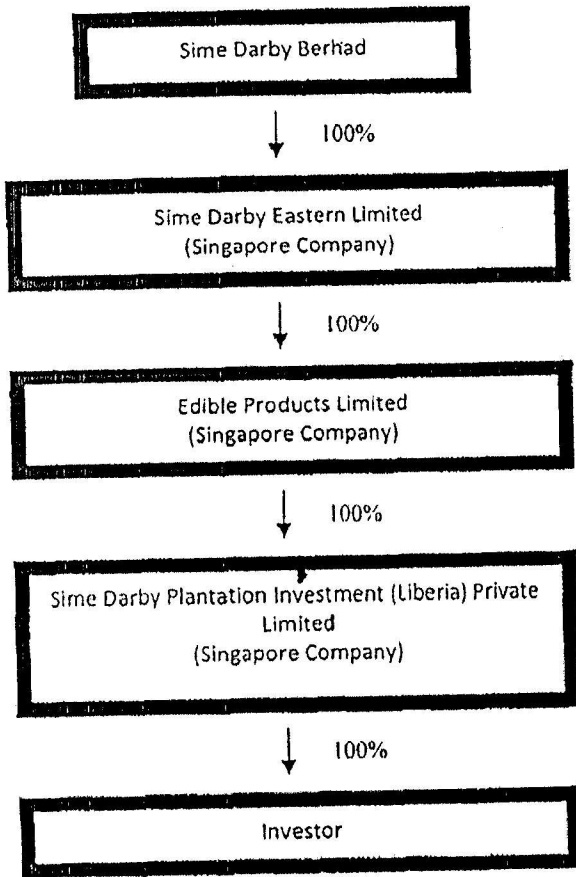 Sime Darby Berhad
100%
Sime Darby Eastern Limited
(Singapore Company)
100%
Edible Products Limited
(Singapore Company)
100%
Sime Darby Plantation Investment (Liberia) Private
Limited
(Singapore Company)
100%
Investor